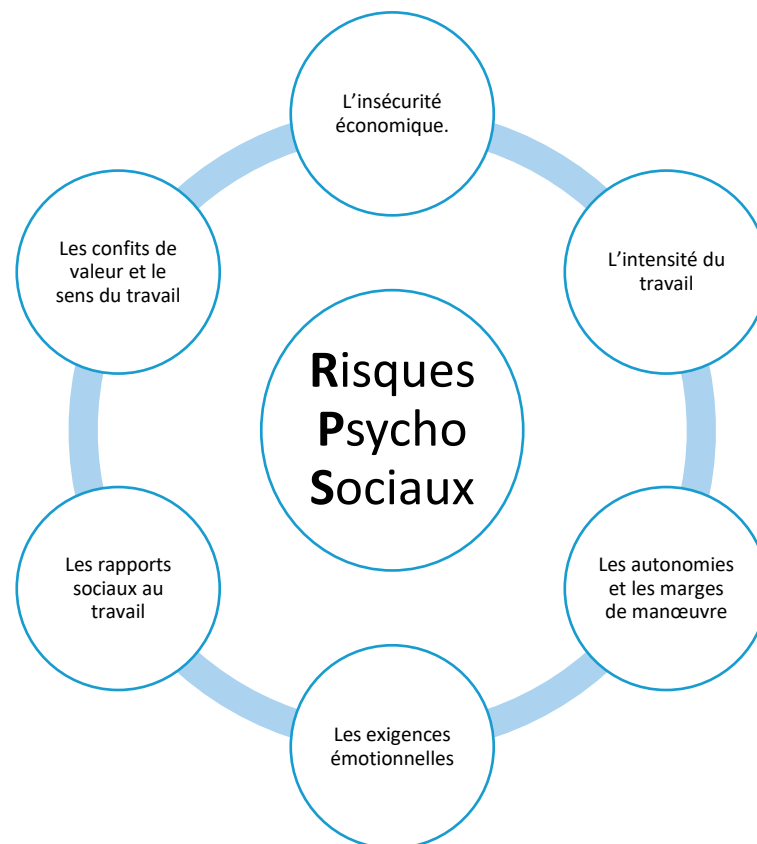 L’insécurité
économique.
L’intensité du
travail
Les autonomies
et les marges
de manœuvre
Les exigences
émotionnelles
Les rapports
sociaux au
travail
Les confits de
valeur et le
sens du travail
Risques
Psycho
Sociaux